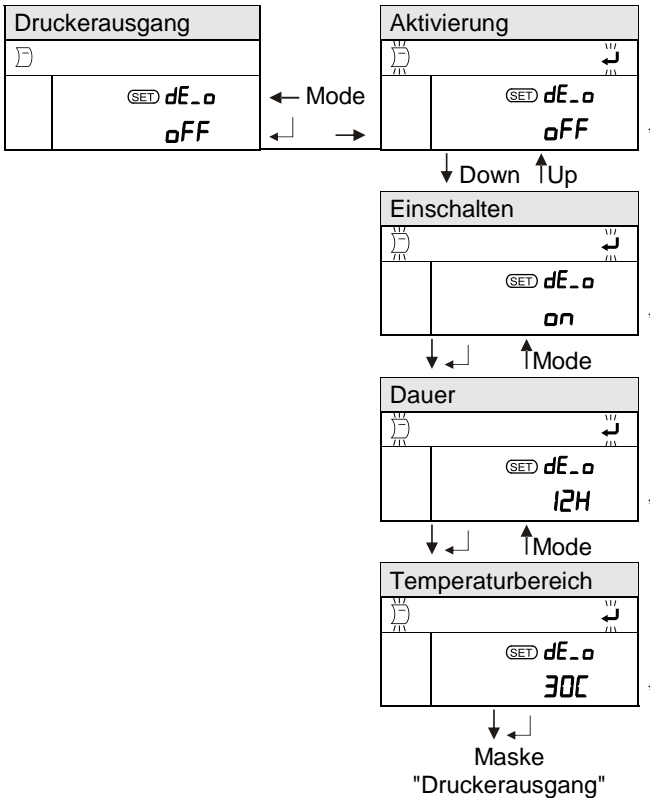 Druckerausgang
SET dE_o
oFF
← Mode
↵ →
Aktivierung
↵
SET dE_o
oFF
↓ Down ↑Up
Einschalten
↵
SET dE_o
on
↓ ↵ ↑Mode
Dauer
↵
SET dE_o
12H
↓ ↵ ↑Mode
Temperaturbereich
↵
SET dE_o
30C
↓ ↵
Maske
"Druckerausgang"